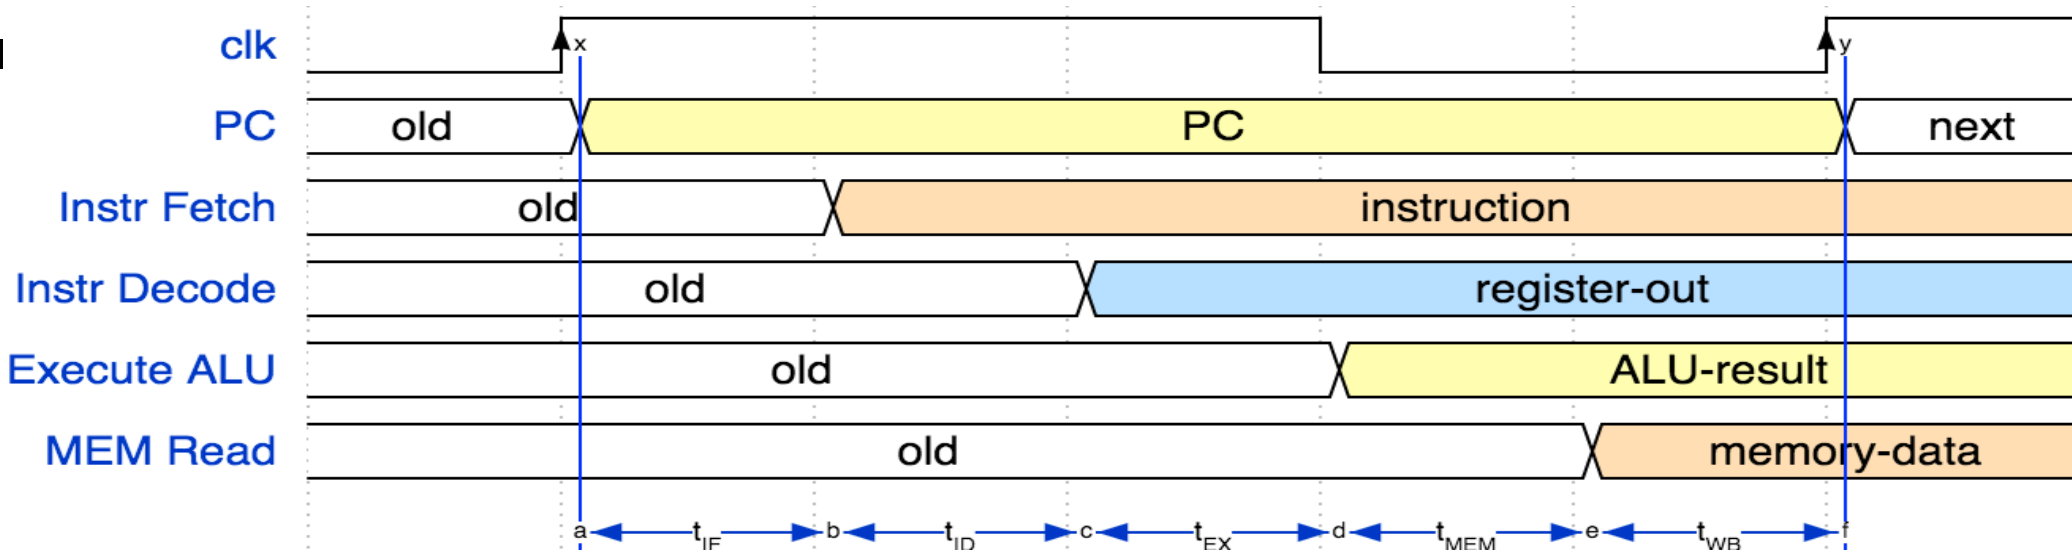 clk x y
PC old PC next
Instr Fetch old instruction
Instr Decode old register-out
Execute ALU old ALU-result
MEM Read old memory-data
a tIF b tID c tEX d tMEM e tWB f